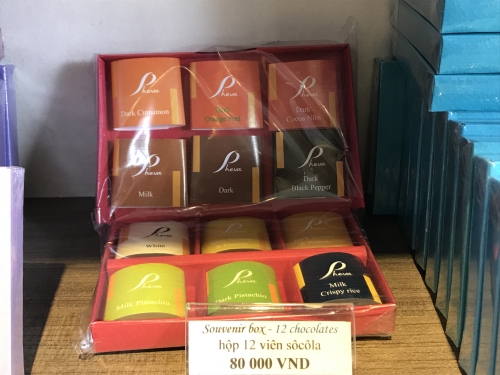 Pheva
Dark Cinnamon
Pheva
Pheva
Dark
Cocoa Nibs
Pheva
Milk
Pheva
Dark
Pheva
Dark
Black Pepper
White
Pheva
Milk Pistachio
Pheva
Dark Pistachio
Pheva
Milk
Crispy rice
Souvenir box - 12 chocolates
hộp 12 viên sôcôla
80 000 VND